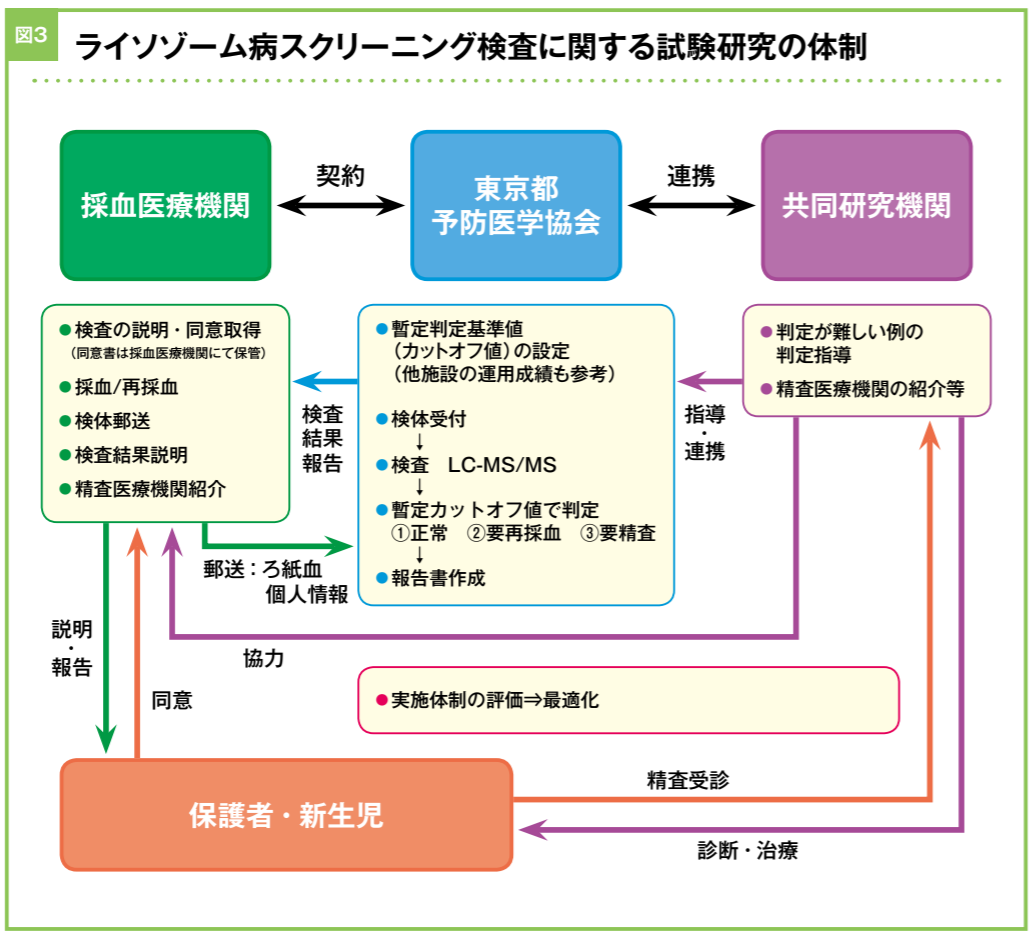 図3
ライソゾーム病スクリーニング検査に関する試験研究の体制
採血医療機関
契約
東京都
予防医学協会
連携
共同研究機関
●検査の説明・同意取得
（同意書は採血医療機関にて保管）
●採血/再採血
●検体郵送
●検査結果説明
●精査医療機関紹介
検査
結果
報告
●暫定判定基準値
（カットオフ値）の設定
（他施設の運用成績も参考）
●検体受付
↓
●検査　LC-MS/MS
↓
●暫定カットオフ値で判定
①正常　②要再採血　③要精査
↓
●報告書作成
指導
・
連携
●判定が難しい例の
判定指導
●精査医療機関の紹介等
郵送：ろ紙血
個人情報
説明
・
報告
同意
協力
●実施体制の評価⇒最適化
保護者・新生児
精査受診
診断・治療